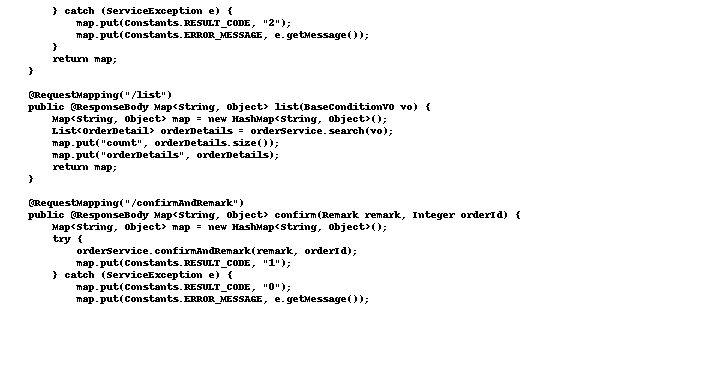 } catch (ServiceException e) {
map.put(Constants.RESULT_CODE, "2");
map.put(Constants.ERROR_MESSAGE, e.getMessage());
}
return map;
}
@RequestMapping("/list")
public @ResponseBody Map<String, Object> list(BaseConditionVO vo) {
Map<String, Object> map = new HashMap<String, Object>();
List<OrderDetail> orderDetails = orderService.search(vo);
map.put("count", orderDetails.size());
map.put("orderDetails", orderDetails);
return map;
}
@RequestMapping("/confirmAndRemark")
public @ResponseBody Map<String, Object> confirm(Remark remark, Integer orderId) {
Map<String, Object> map = new HashMap<String, Object>();
try {
orderService.confirmAndRemark(remark, orderId);
map.put(Constants.RESULT_CODE, "1");
} catch (ServiceException e) {
map.put(Constants.RESULT_CODE, "0");
map.put(Constants.ERROR_MESSAGE, e.getMessage());